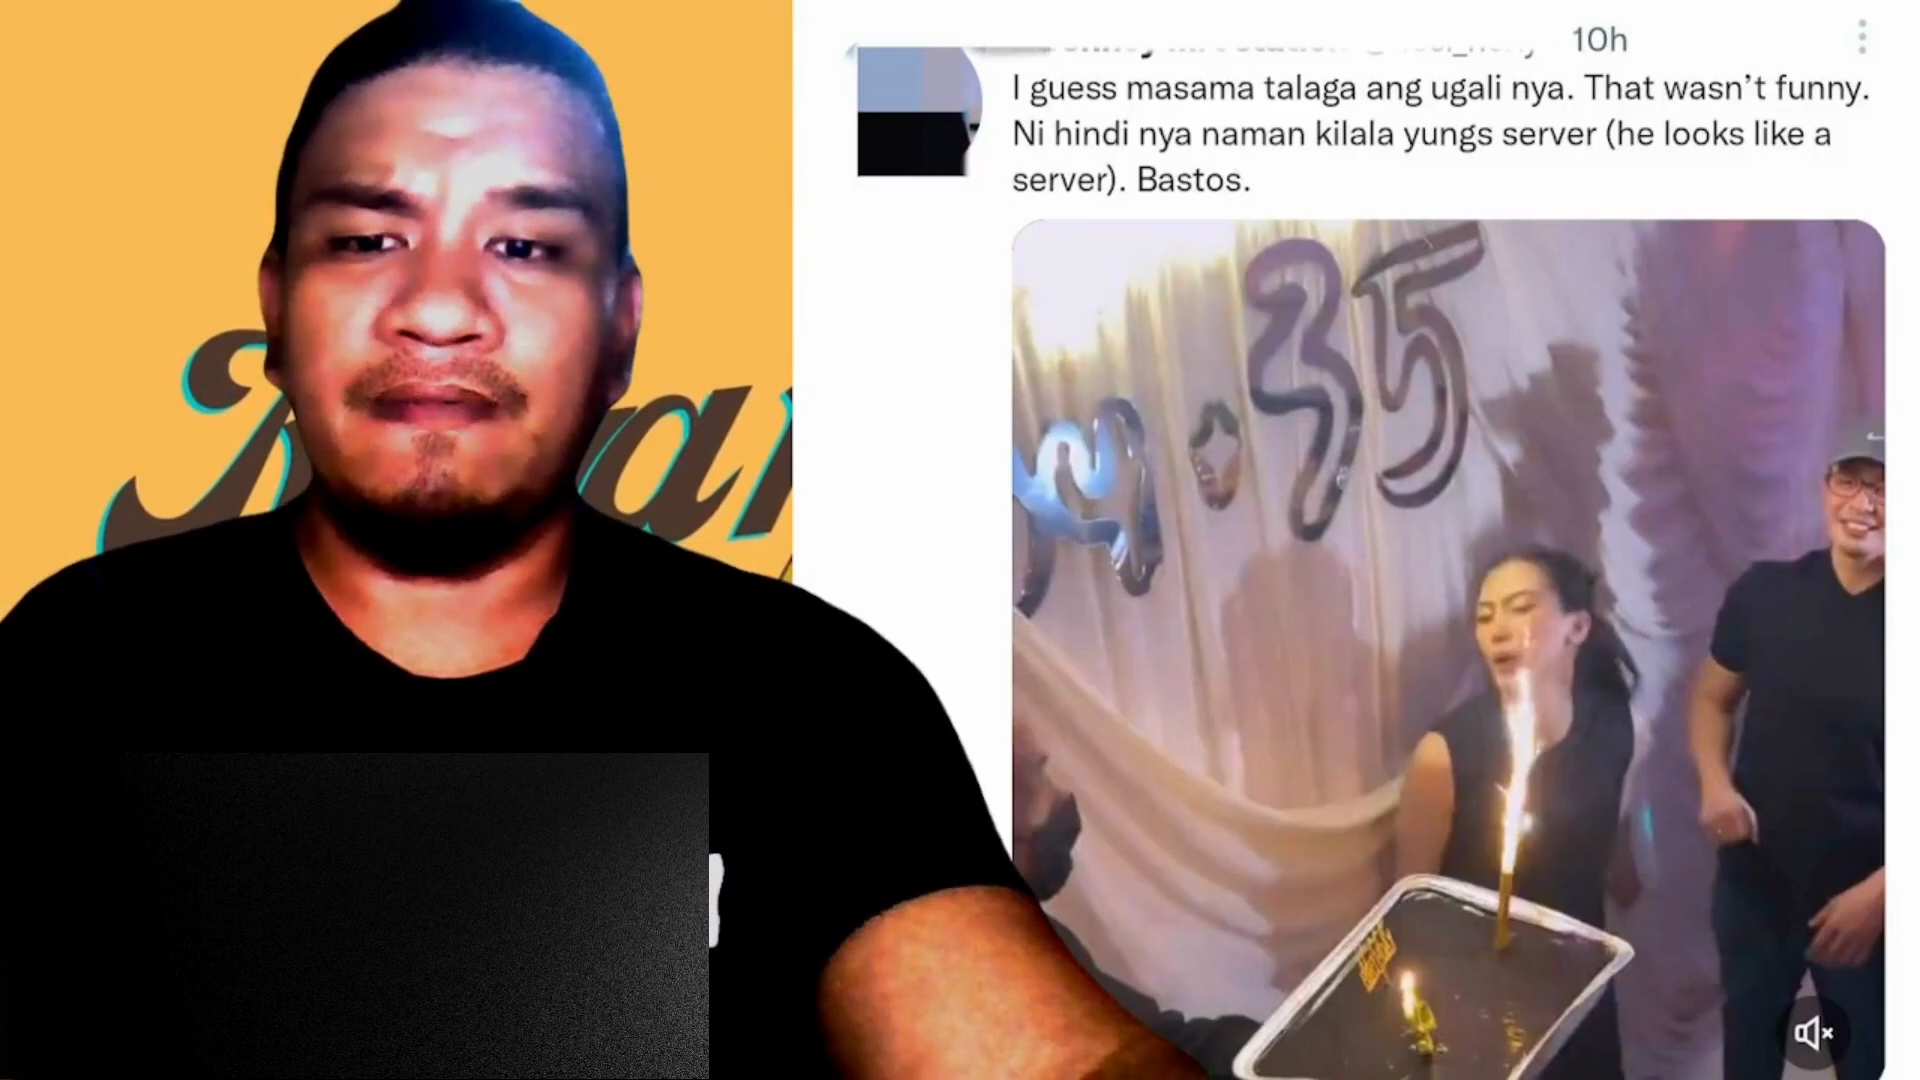 10h
I guess masama talaga ang ugali nya. That wasn't funny.
Ni hindi nya naman kilala yungs server (he looks like a
server). Bastos.
35